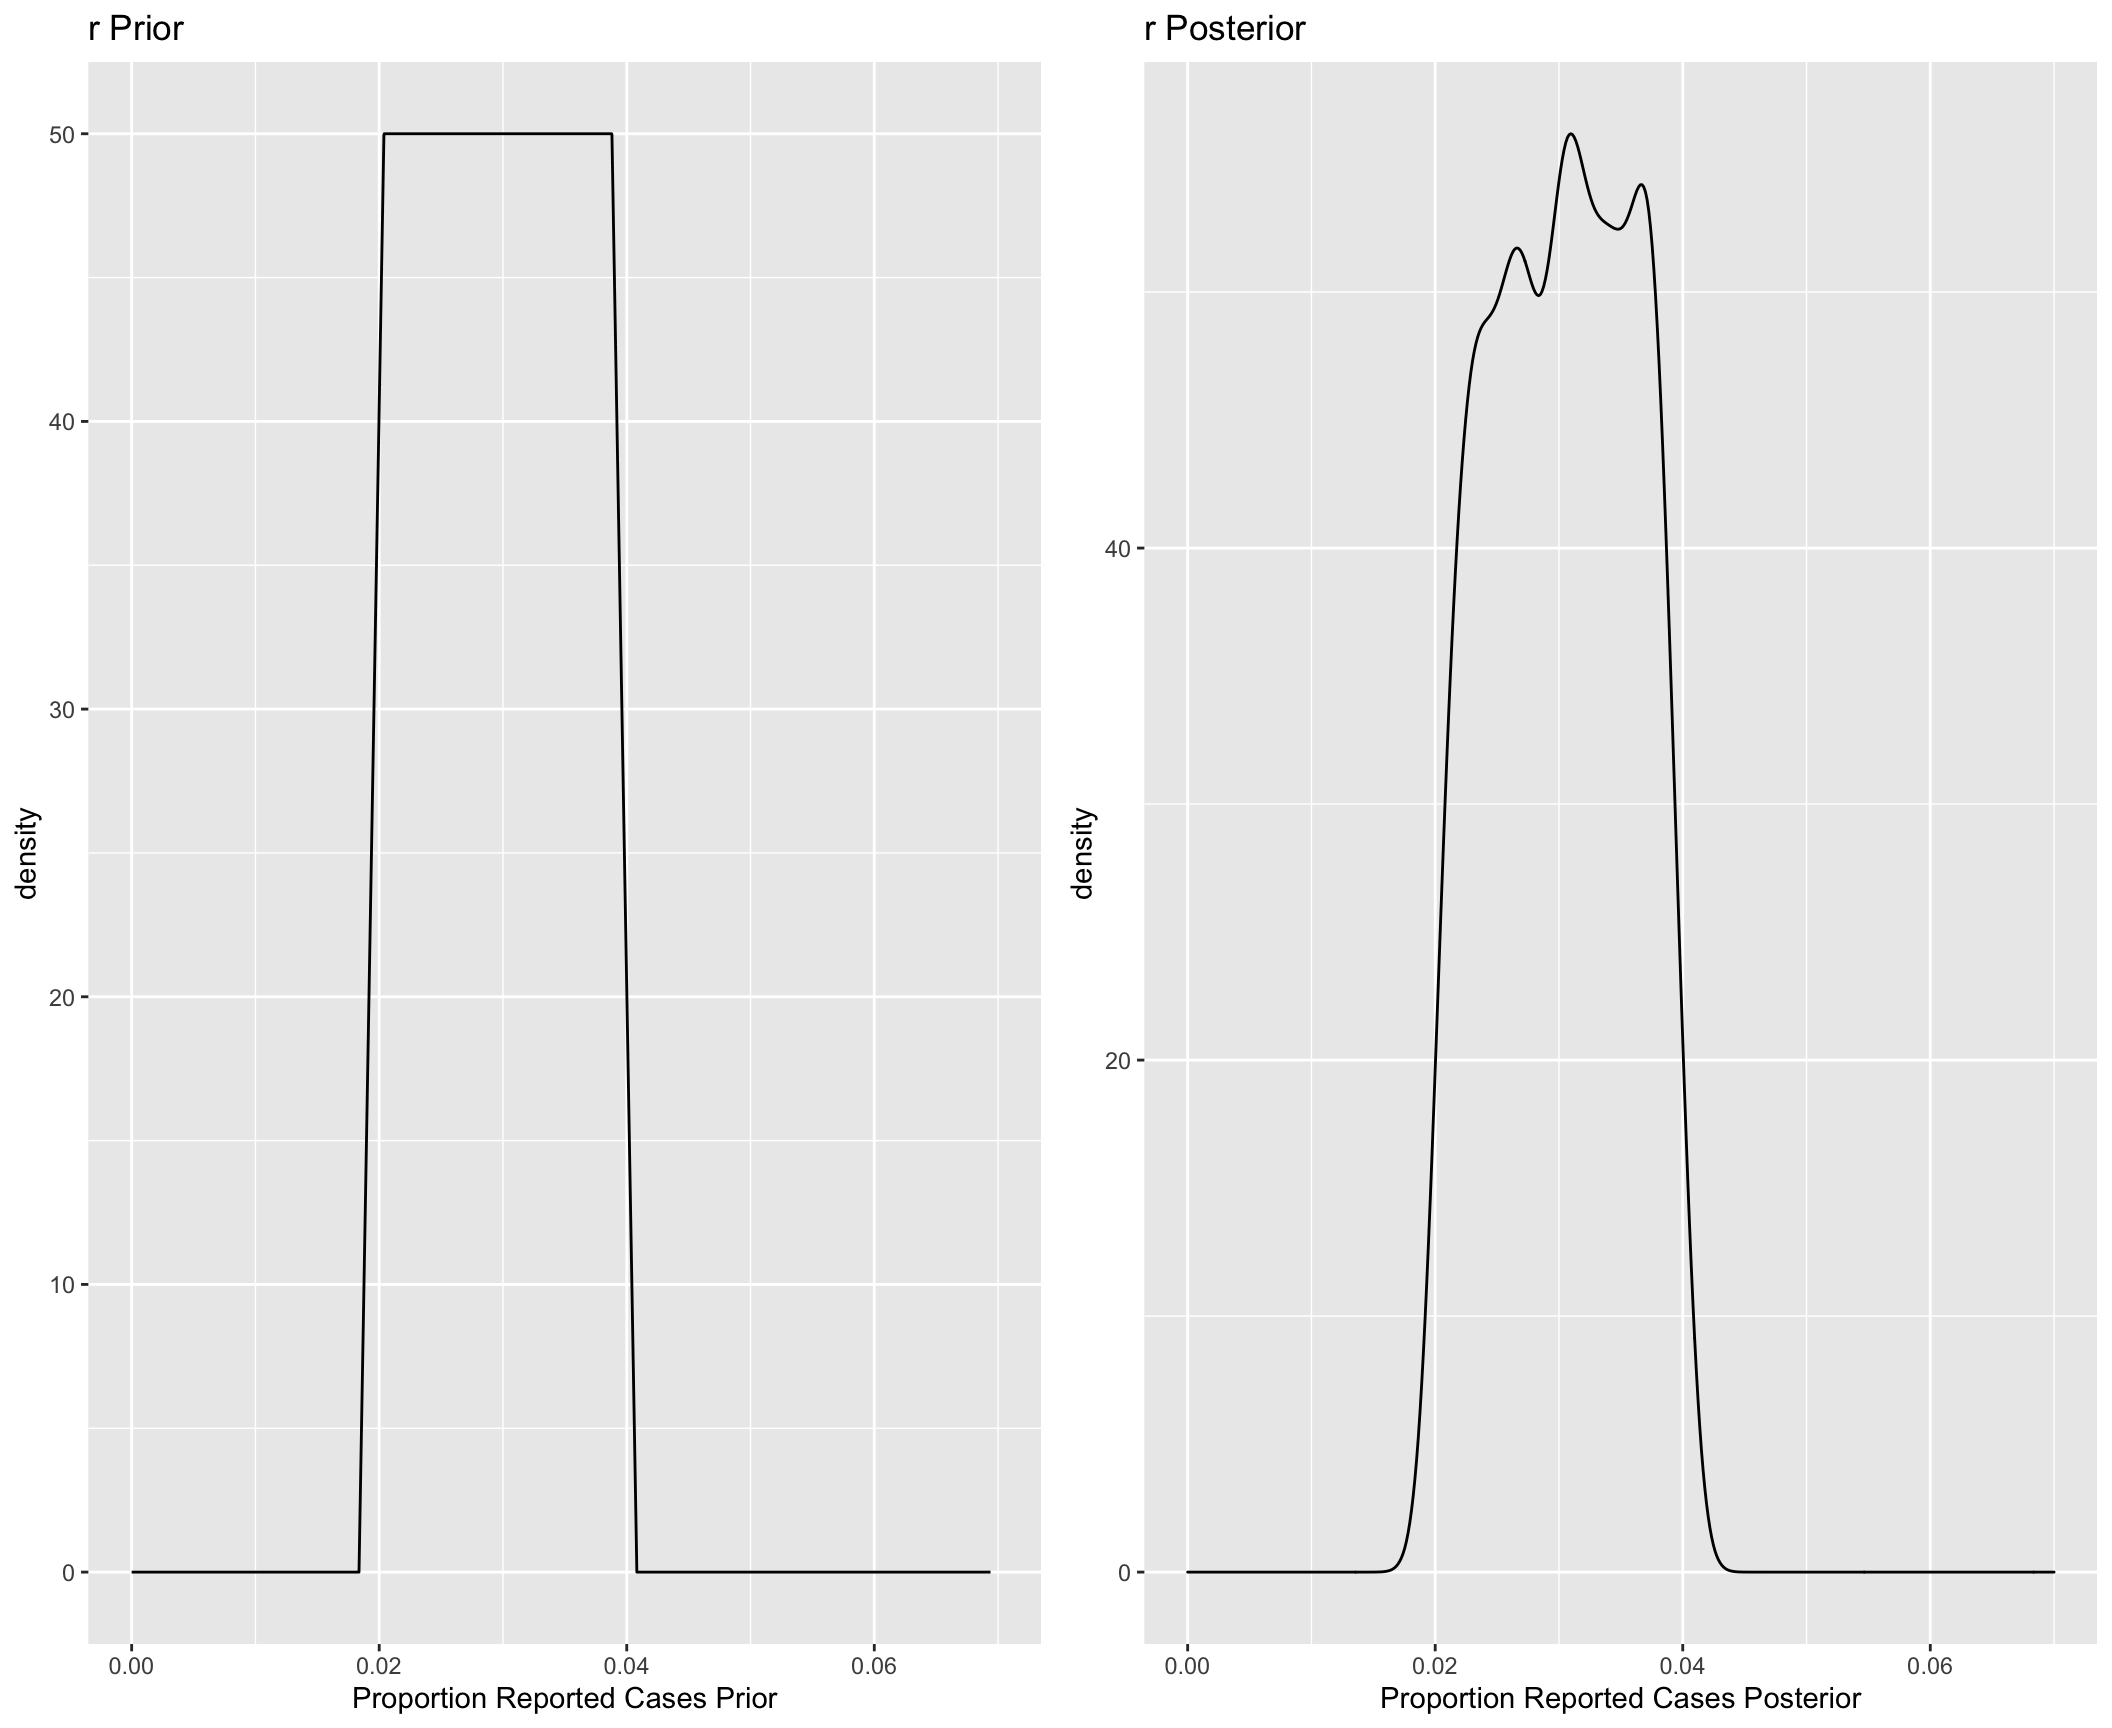 r Prior
density
50
40
30
20
10
0
0.00 0.02 0.04 0.06
Proportion Reported Cases Prior
r Posterior
density
40
20
0
0.00 0.02 0.04 0.06
Proportion Reported Cases Posterior